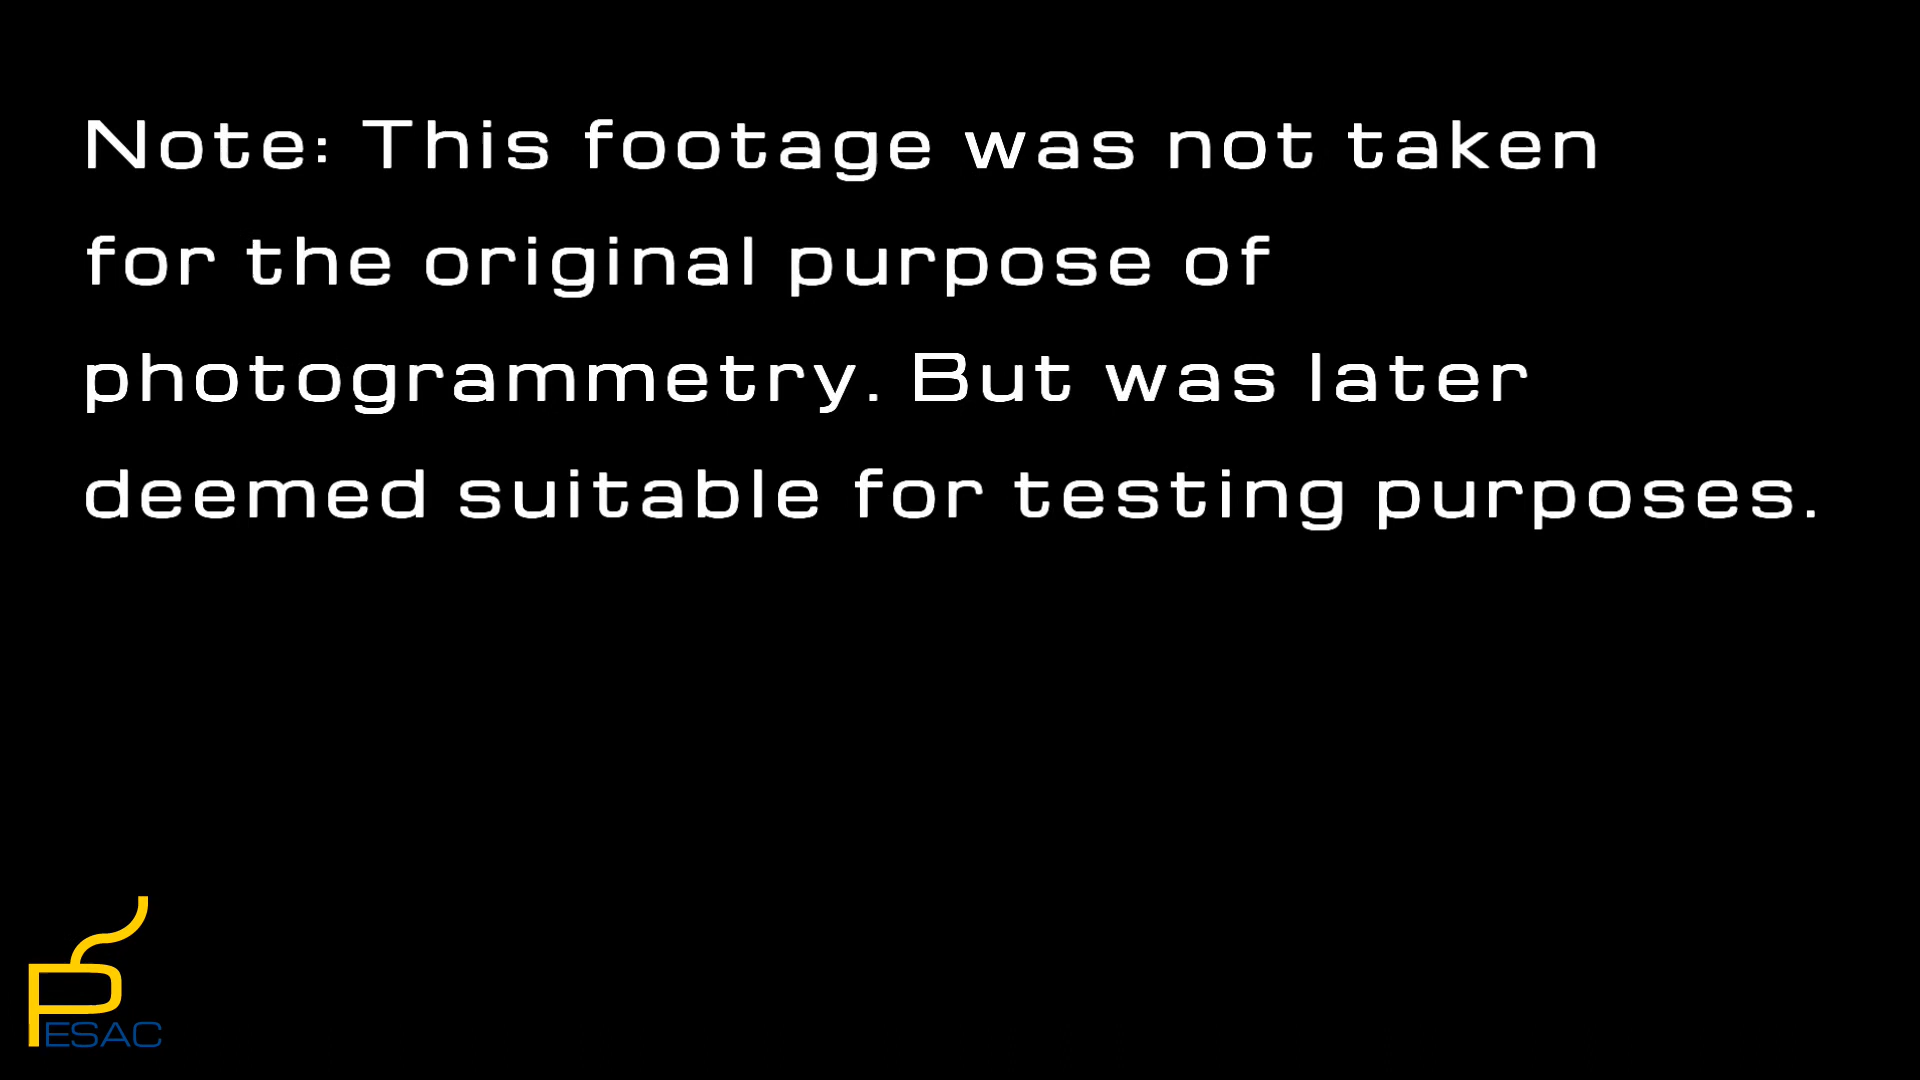 Note: This footage was not taken
for the original purpose of
photogrammetry. But was later
deemed suitable for testing purposes.
PESAC